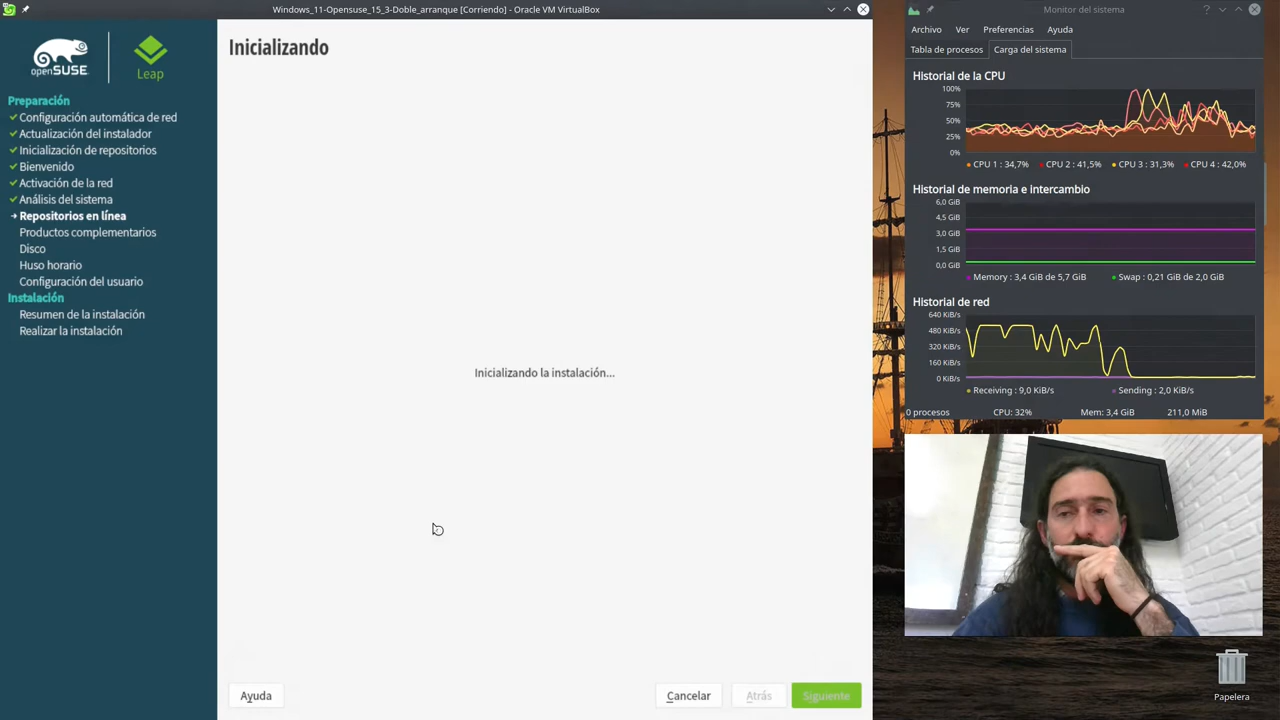 Windows_11-Opensuse_15_3-Doble_arranque [Corriendo] - Oracle VM VirtualBox
openSUSE
Leap
Preparación
Configuración automática de red
Actualización del instalador
Inicialización de repositorios
Bienvenido
Activación de la red
Análisis del sistema
Repositorios en línea
Productos complementarios
Disco
Huso horario
Configuración del usuario
Instalación
Resumen de la instalación
Realizar la instalación
Inicializando
Inicializando la instalación...
Ayuda
Cancelar
Atrás
Siguiente
Monitor del sistema
Archivo Ver Preferencias Ayuda
Tabla de procesos Carga del sistema
Historial de la CPU
100%
75%
50%
25%
0%
CPU 1 : 34,7% CPU 2 : 41,5% CPU 3 : 31,3% CPU 4 : 42,0%
Historial de memoria e intercambio
6,0 GiB
4,5 GiB
3,0 GiB
1,5 GiB
0,0 GiB
Memory : 3,4 GiB de 5,7 GiB Swap : 0,21 GiB de 2,0 GiB
Historial de red
640 KiB/s
480 KiB/s
320 KiB/s
160 KiB/s
0 KiB/s
Receiving : 9,0 KiB/s Sending : 2,0 KiB/s
0 procesos CPU: 32% Mem: 3,4 GiB 211,0 MiB
Papelera